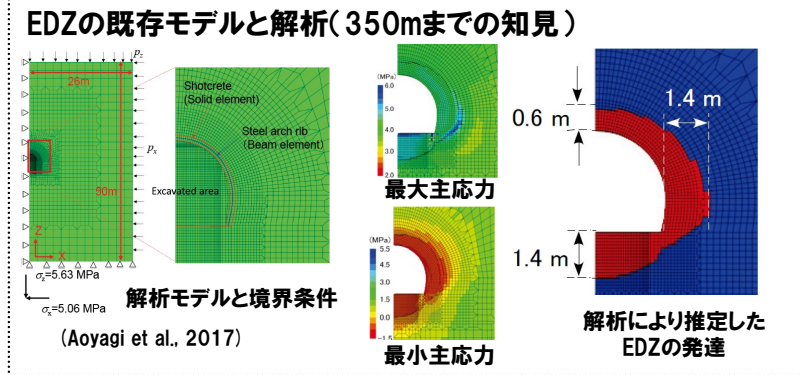 EDZの既存モデルと解析(350mまでの知見)
p_z
26m
p_x
50m
Z
X
σ_z=5.63 MPa
σ_x=5.06 MPa
Shotcrete
(Solid element)
Steel arch rib
(Beam element)
Excavated area
解析モデルと境界条件
(Aoyagi et al., 2017)
(MPa)
6.0
5.0
4.0
3.0
2.0
最大主応力
(MPa)
5.5
4.5
3.0
1.5
0.0
-1.5
最小主応力
0.6 m
1.4 m
1.4 m
解析により推定した
EDZの発達